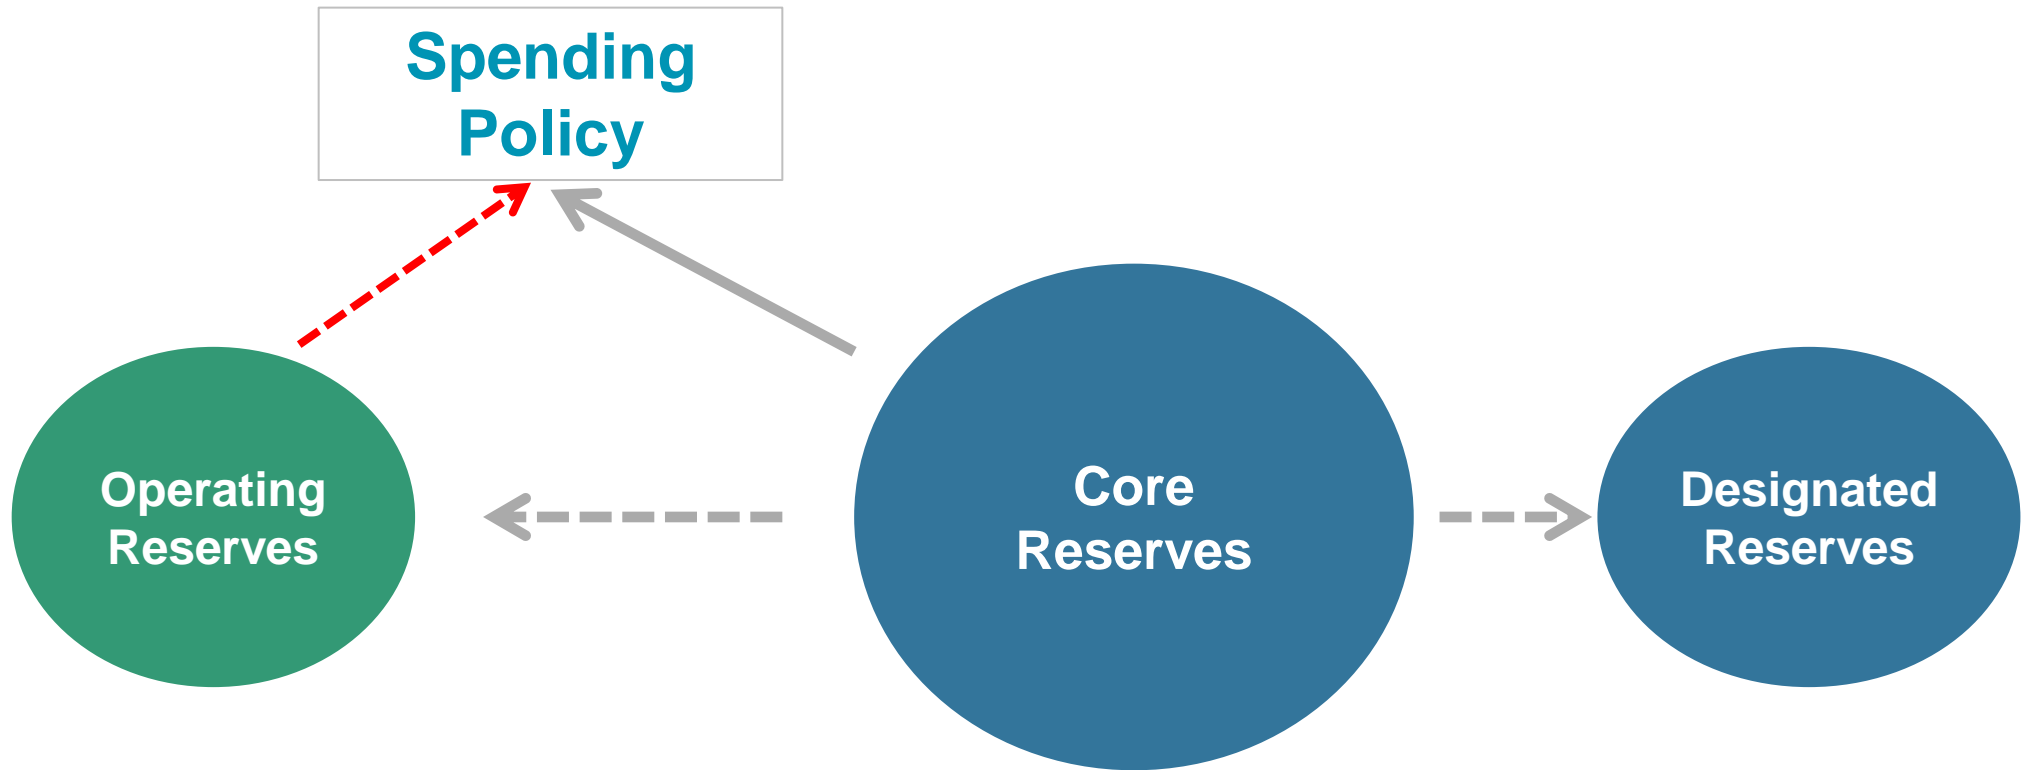 Spending
Policy
Operating
Reserves
Core
Reserves
Designated
Reserves